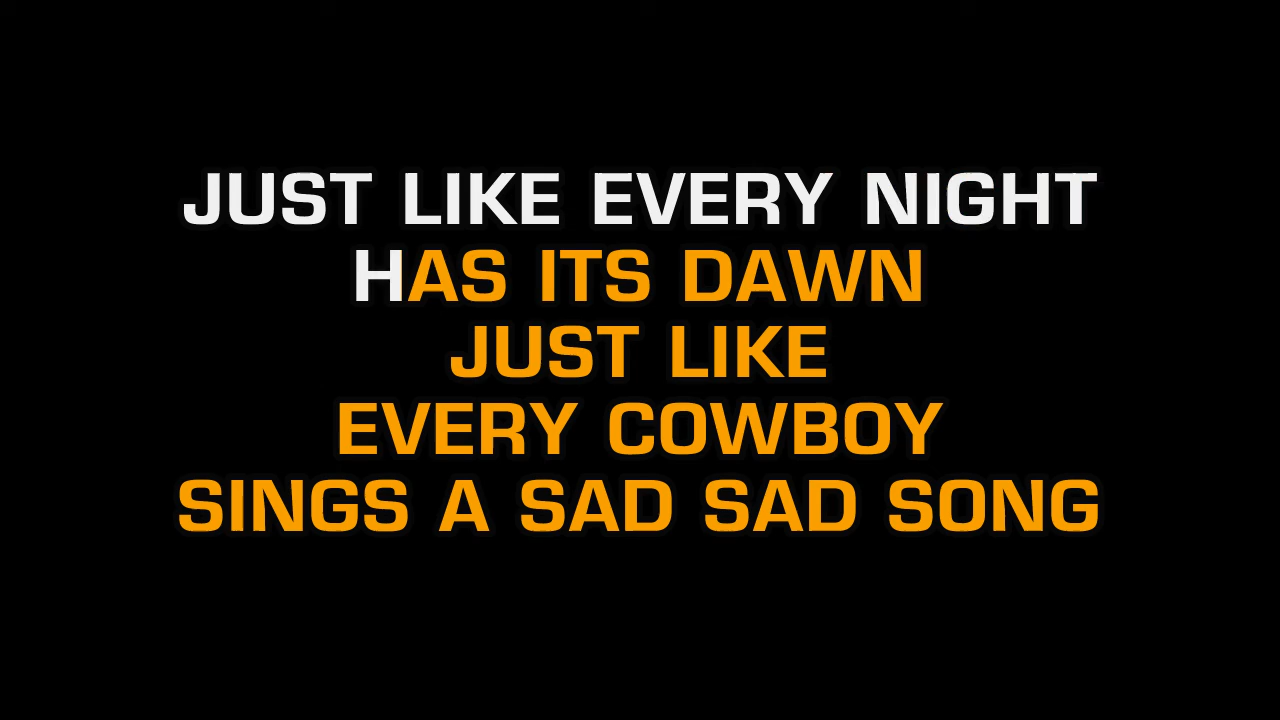 JUST LIKE EVERY NIGHT
HAS ITS DAWN
JUST LIKE
EVERY COWBOY
SINGS A SAD SAD SONG